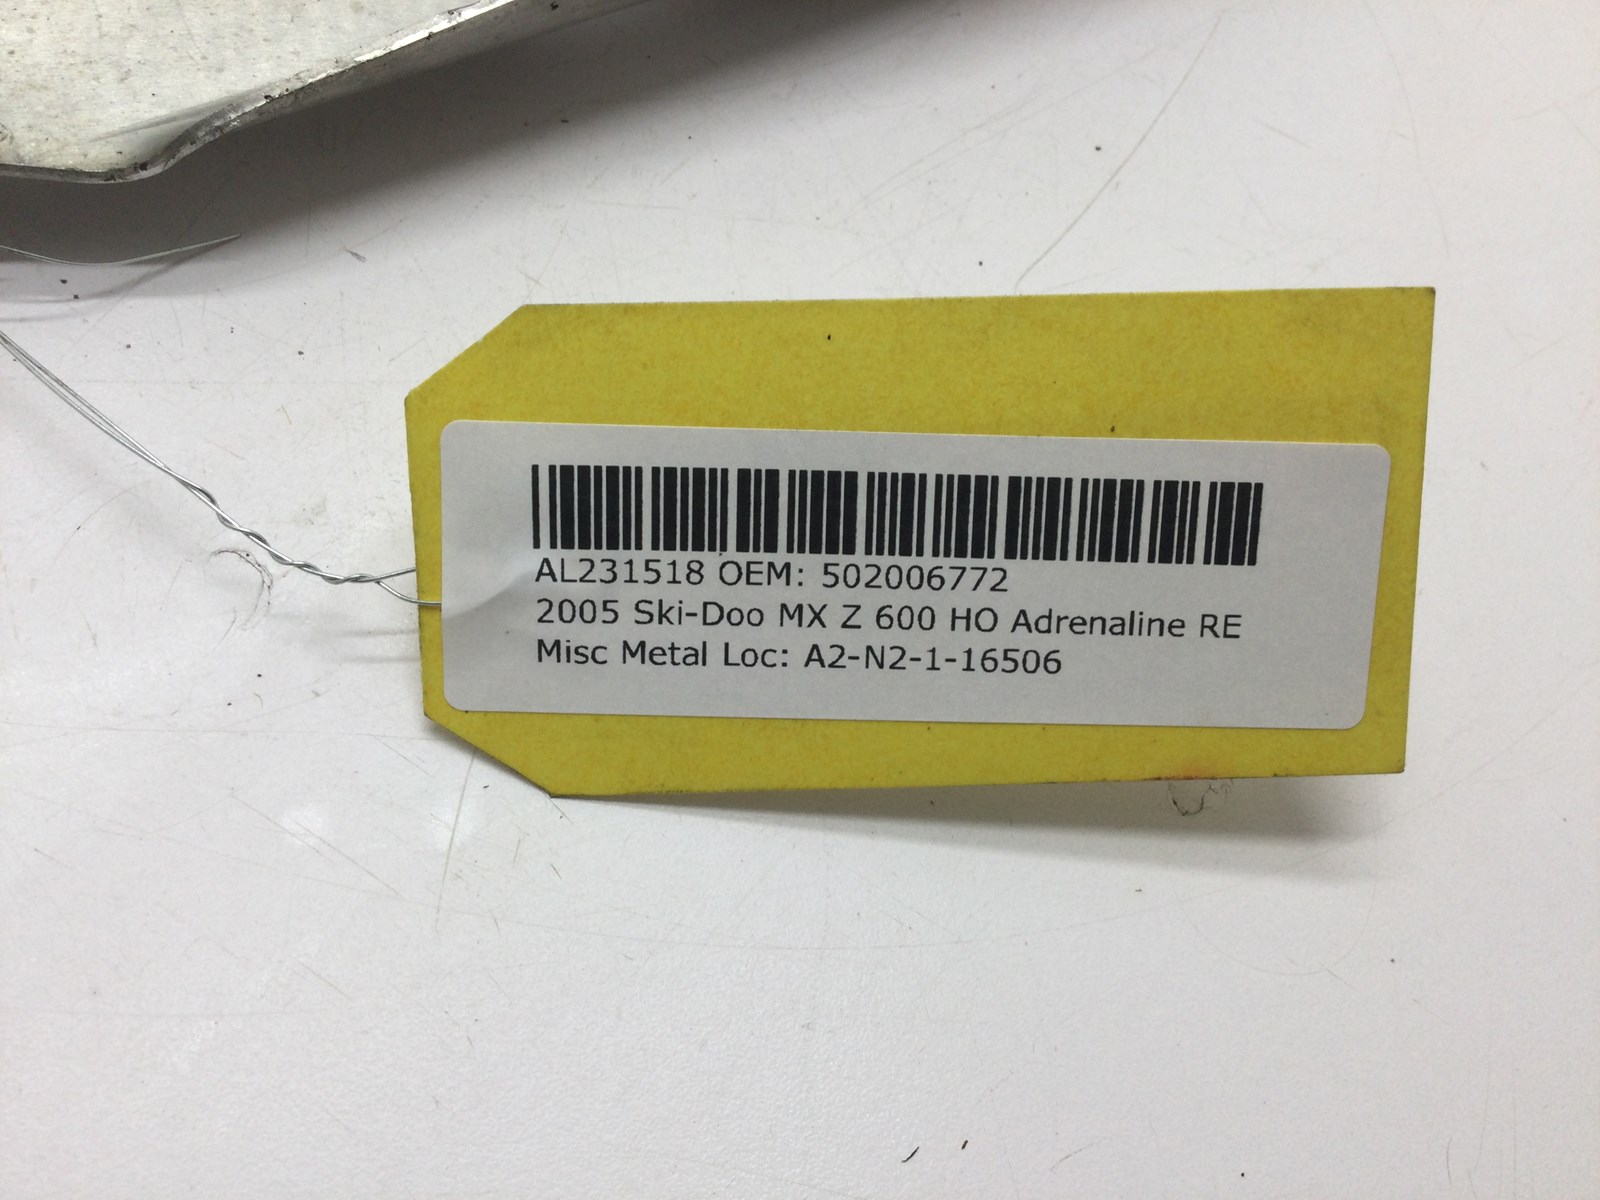 AL231518 OEM: 502006772
2005 Ski-Doo MX Z 600 HO Adrenaline RE
Misc Metal Loc: A2-N2-1-16506